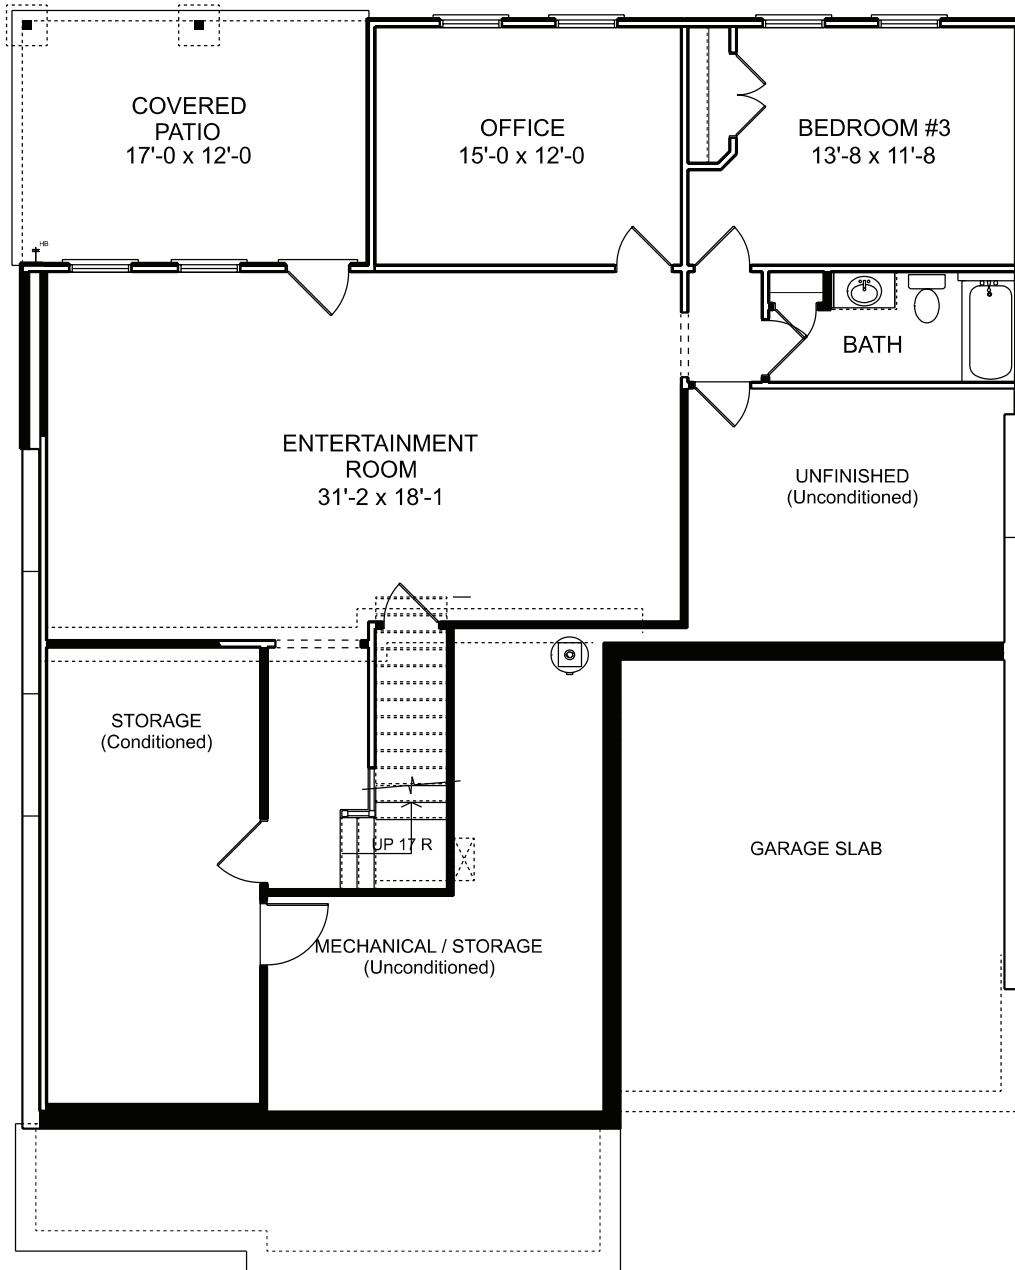 COVERED
PATIO
17'-0 x 12'-0
OFFICE
15'-0 x 12'-0
BEDROOM #3
13'-8 x 11'-8
HB
BATH
ENTERTAINMENT
ROOM
31'-2 x 18'-1
UNFINISHED
(Unconditioned)
STORAGE
(Conditioned)
UP 17 R
GARAGE SLAB
MECHANICAL / STORAGE
(Unconditioned)